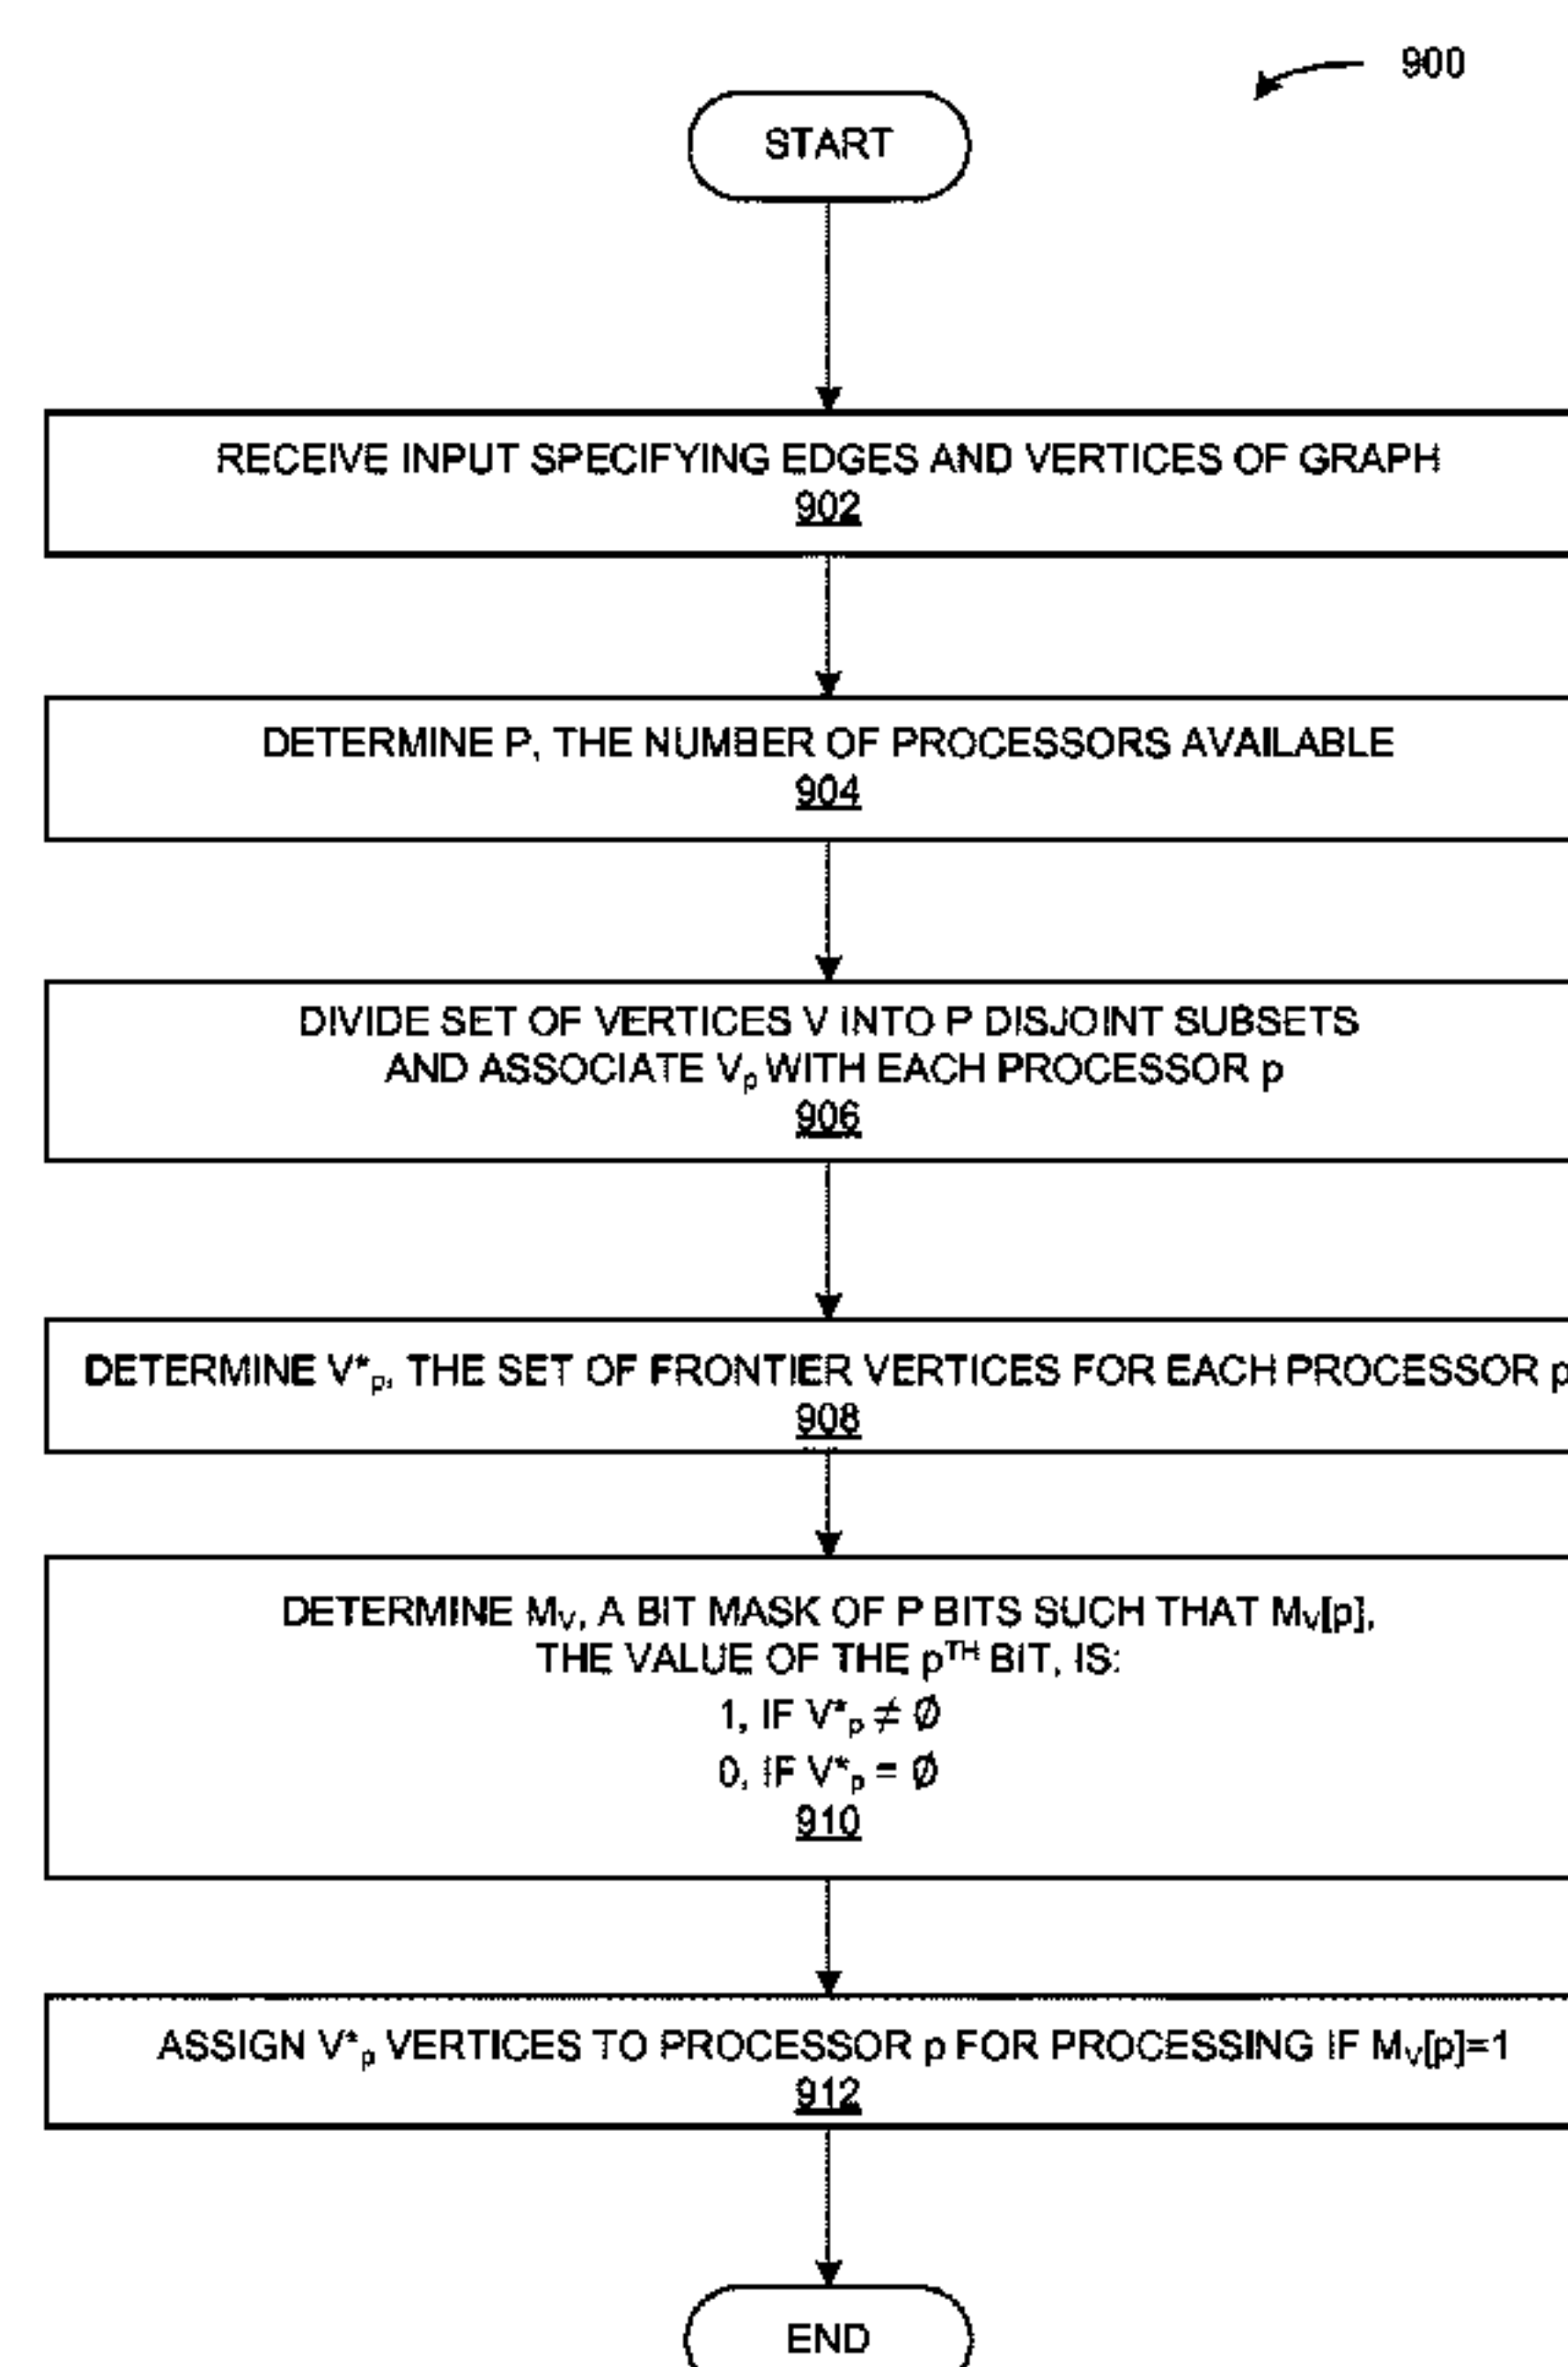 900
START
RECEIVE INPUT SPECIFYING EDGES AND VERTICES OF GRAPH
902
DETERMINE P, THE NUMBER OF PROCESSORS AVAILABLE
904
DIVIDE SET OF VERTICES V INTO P DISJOINT SUBSETS
AND ASSOCIATE Vp WITH EACH PROCESSOR p
906
DETERMINE V*p, THE SET OF FRONTIER VERTICES FOR EACH PROCESSOR p
908
DETERMINE MV, A BIT MASK OF P BITS SUCH THAT MV[p],
THE VALUE OF THE pTH BIT, IS:
1, IF V*p ≠ Ø
0, IF V*p = Ø
910
ASSIGN V*p VERTICES TO PROCESSOR p FOR PROCESSING IF MV[p]=1
912
END